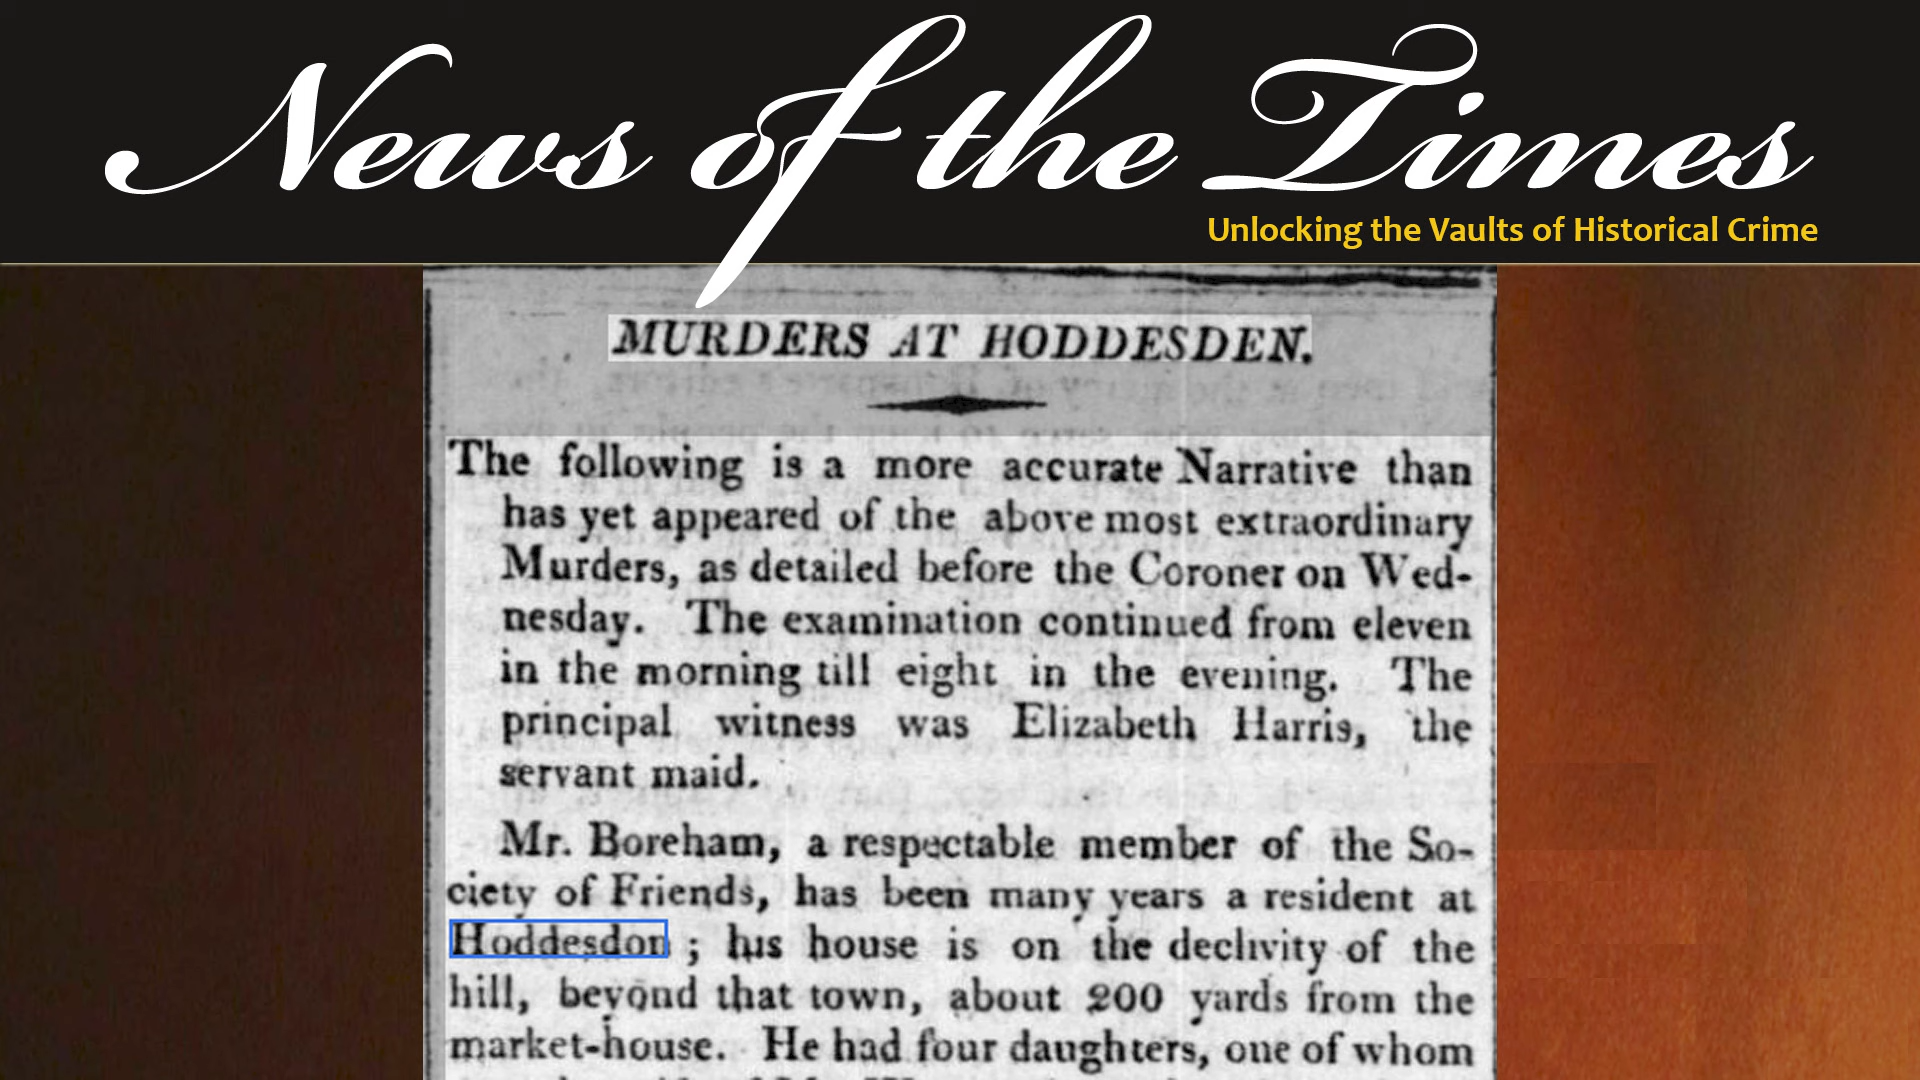 News of the Times
Unlocking the Vaults of Historical Crime
MURDERS AT HODDESDEN.
The following is a more accurate Narrative than
has yet appeared of the above most extraordinary
Murders, as detailed before the Coroner on Wed-
nesday. The examination continued from eleven
in the morning till eight in the evening. The
principal witness was Elizabeth Harris, the
servant maid.
Mr. Boreham, a respectable member of the So-
ciety of Friends, has been many years a resident at
Hoddesdon ; his house is on the declivity of the
hill, beyond that town, about 200 yards from the
market-house. He had four daughters, one of whom